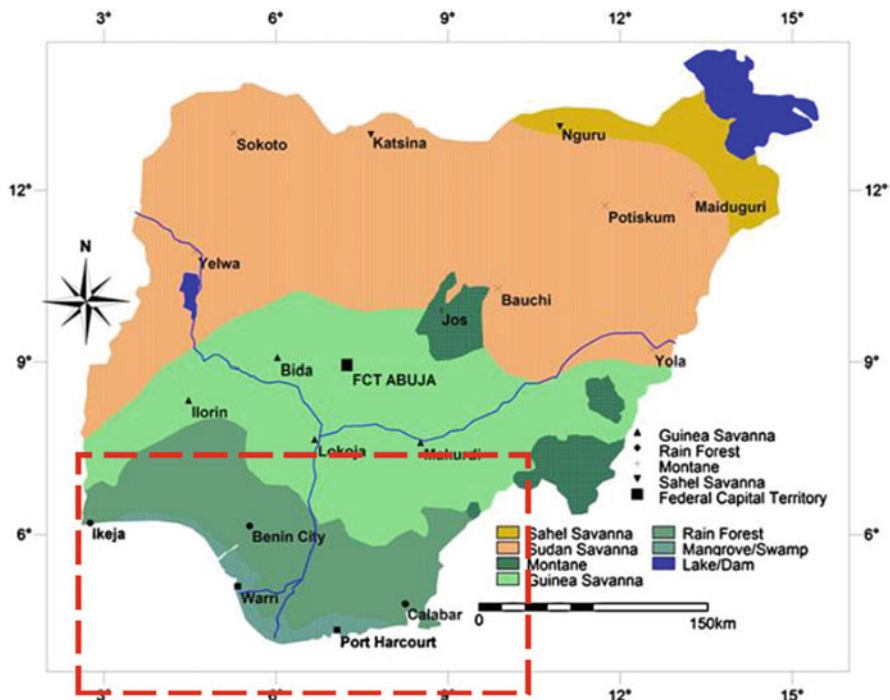 3°
6°
9°
12°
15°
Nguru
Sokoto
Katsina
12°
12°
Potiskum
Maiduguri
N
Yelwa
Bauchi
Jos
9°
9°
Yola
Bida
FCT ABUJA
Ilorin
Guinea Savanna
Lokoja
Makurdi
Rain Forest
Montane
Sahel Savanna
Federal Capital Territory
6°
6°
Ikeja
Benin City
Sahel Savanna
Rain Forest
Sudan Savanna
Mangrove/Swamp
Montane
Lake/Dam
Guinea Savanna
Warri
Calabar
0
150km
Port Harcourt
3°
6°
9°
12°
15°